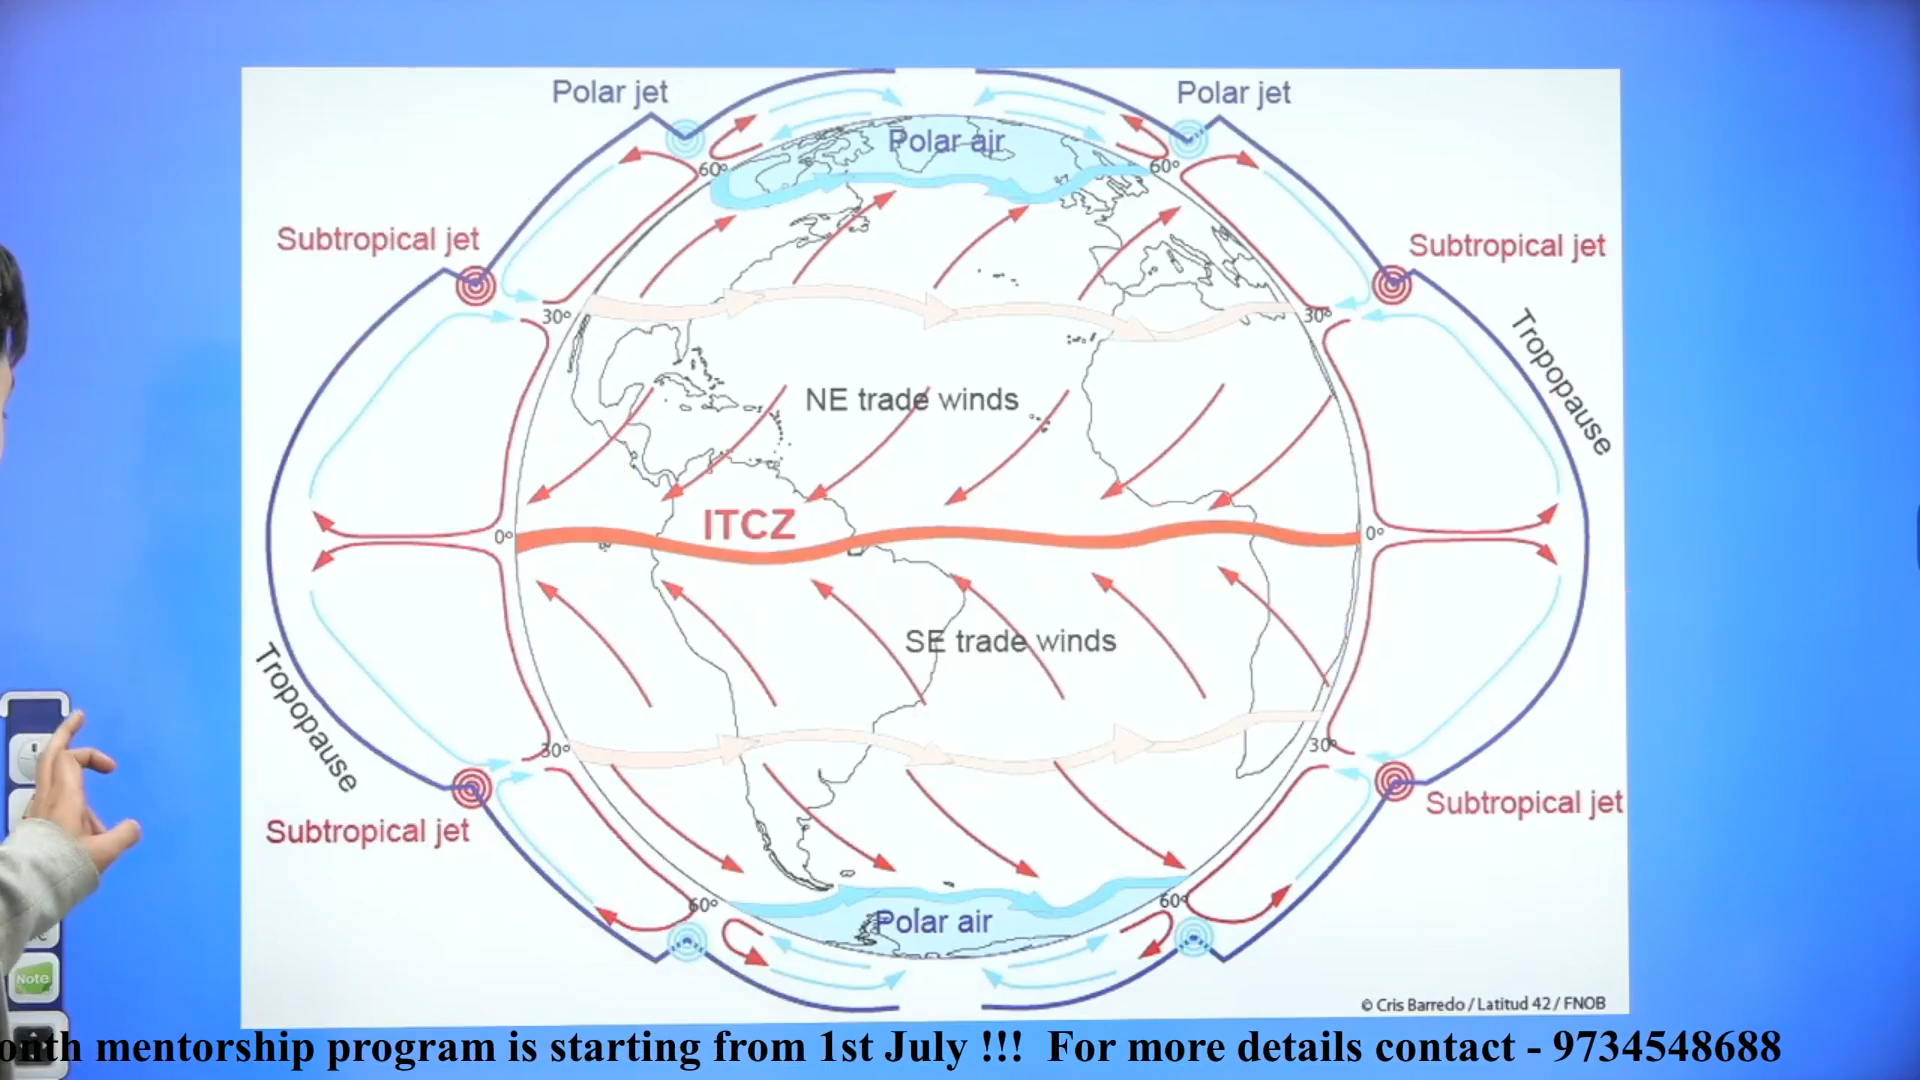 Polar jet
Polar jet
Polar air
60°
60°
Subtropical jet
Subtropical jet
30°
30°
Tropopause
NE trade winds
ITCZ
0°
0°
SE trade winds
Tropopause
30°
30°
Subtropical jet
Subtropical jet
60°
60°
Polar air
Note
© Cris Barredo / Latitud 42 / FNOB
onth mentorship program is starting from 1st July !!! For more details contact - 9734548688